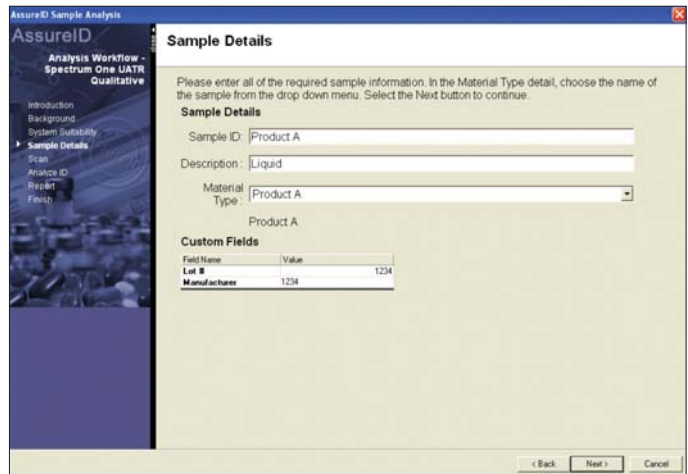 AssureID Sample Analysis
AssureID
Analysis Workflow -
Spectrum One UATR
Qualitative
Introduction
Background
System Suitability
Sample Details
Scan
Analyze ID
Report
Finish
Sample Details
Please enter all of the required sample information. In the Material Type detail, choose the name of
the sample from the drop down menu. Select the Next button to continue.
Sample Details
Sample ID: Product A
Description : Liquid
Material
Type : Product A
Product A
Custom Fields
Field Name Value
Lot # 1234
Manufacturer 1234
< Back Next > Cancel